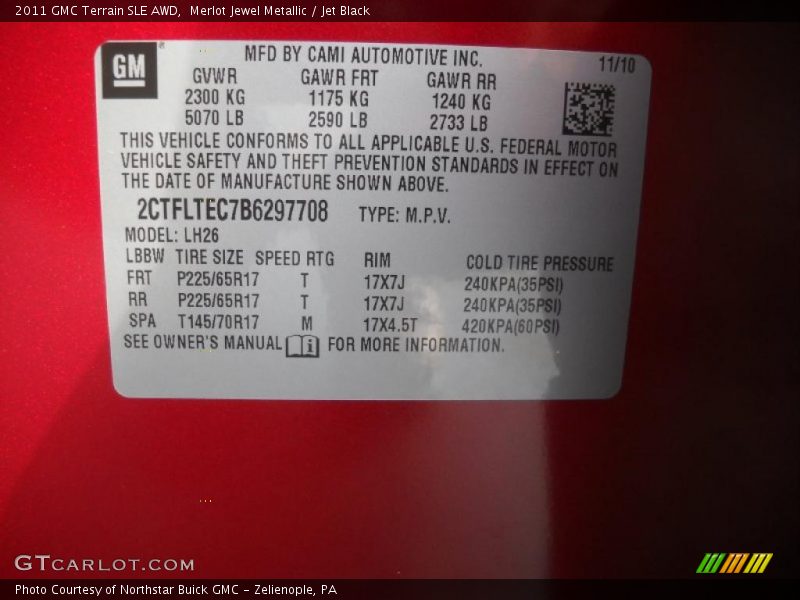 2011 GMC Terrain SLE AWD,  Merlot Jewel Metallic / Jet Black
GM
MFD BY CAMI AUTOMOTIVE INC.
11/10
GVWR GAWR FRT GAWR RR
2300 KG 1175 KG 1240 KG
5070 LB 2590 LB 2733 LB
THIS VEHICLE CONFORMS TO ALL APPLICABLE U.S. FEDERAL MOTOR
VEHICLE SAFETY AND THEFT PREVENTION STANDARDS IN EFFECT ON
THE DATE OF MANUFACTURE SHOWN ABOVE.
2CTFLTEC7B6297708 TYPE: M.P.V.
MODEL: LH26
LBBW TIRE SIZE SPEED RTG RIM COLD TIRE PRESSURE
FRT P225/65R17 T 17X7J 240KPA(35PSI)
RR P225/65R17 T 17X7J 240KPA(35PSI)
SPA T145/70R17 M 17X4.5T 420KPA(60PSI)
SEE OWNER'S MANUAL i FOR MORE INFORMATION.
GTCARLOT.COM
Photo Courtesy of Northstar Buick GMC - Zelienople, PA